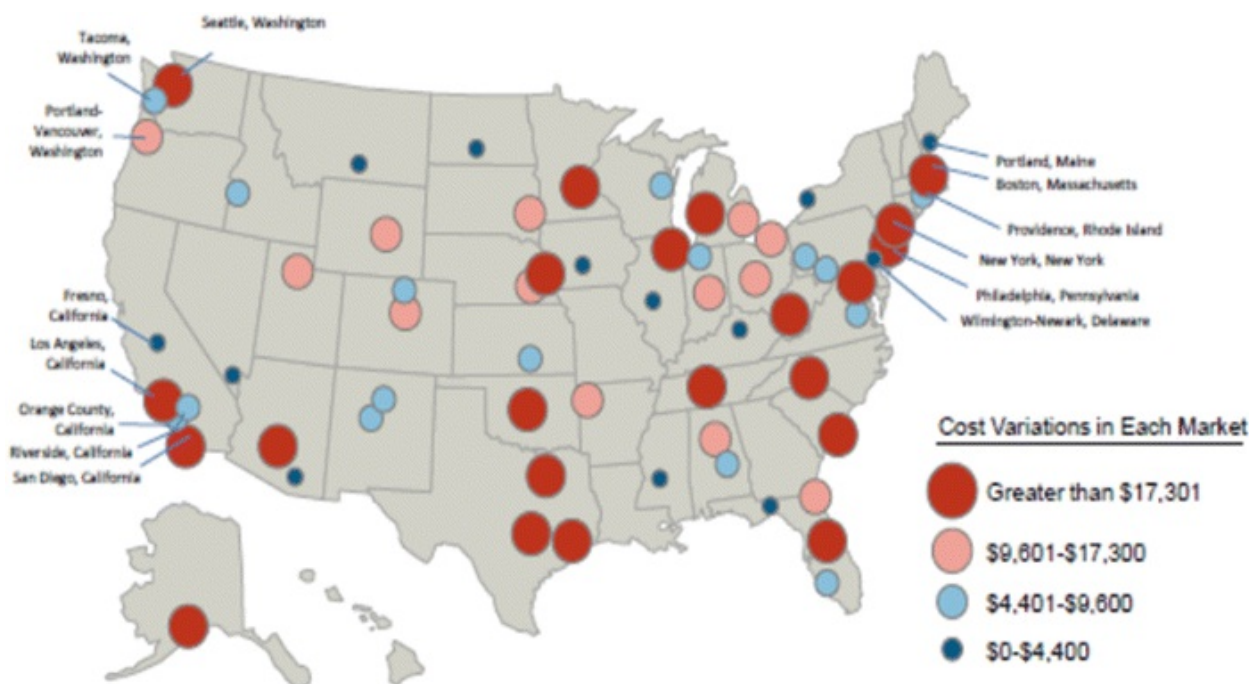 Seattle, Washington
Tacoma,
Washington
Portland-
Vancouver,
Washington
Fresno,
California
Los Angeles,
California
Orange County,
California
Riverside, California
San Diego, California
Portland, Maine
Boston, Massachusetts
Providence, Rhode Island
New York, New York
Philadelphia, Pennsylvania
Wilmington-Newark, Delaware
Cost Variations in Each Market
Greater than $17,301
$9,601-$17,300
$4,401-$9,600
$0-$4,400